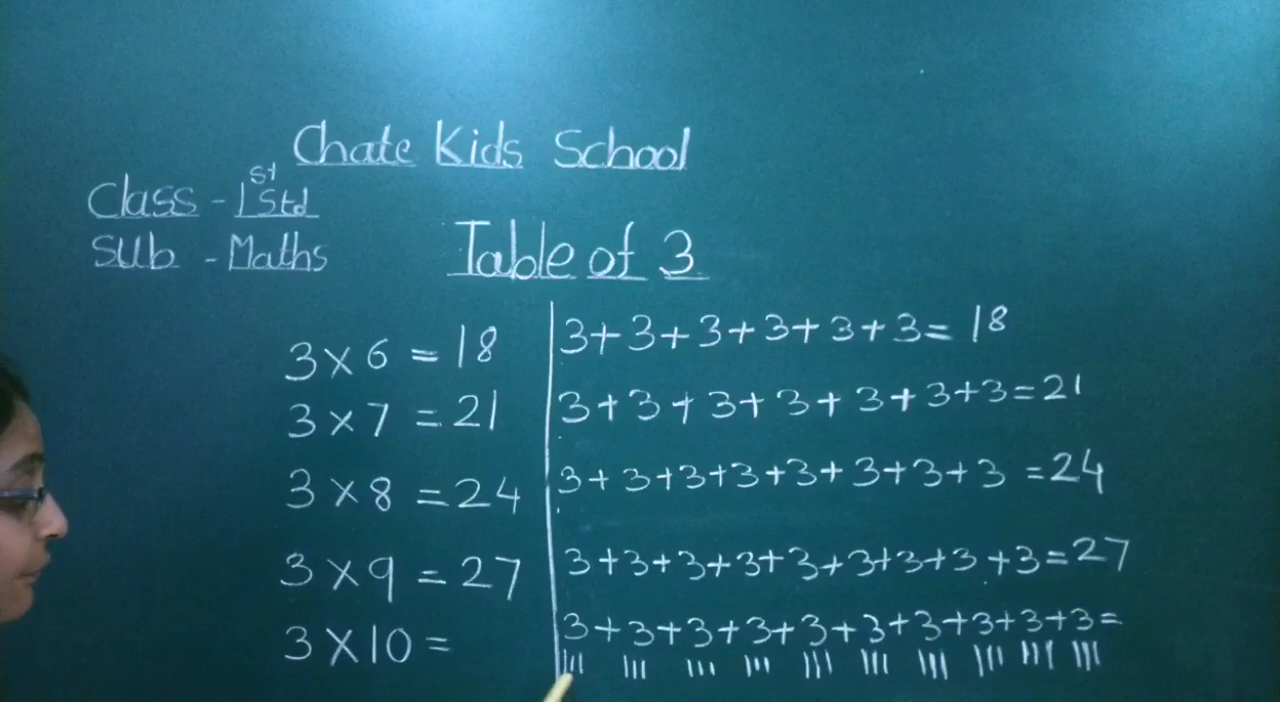 Chate Kids School
Class - 1st Std
Sub - Maths
Table of 3
3 × 6 = 18
3+3+3+3+3+3= 18
3 × 7 = 21
3+3+3+3+3+3+3=21
3 × 8 = 24
3+3+3+3+3+3+3+3 =24
3 × 9 = 27
3+3+3+3+3+3+3+3+3=27
3 × 10 =
3+3+3+3+3+3+3+3+3+3=
||| ||| ||| ||| ||| ||| ||| ||| ||| |||